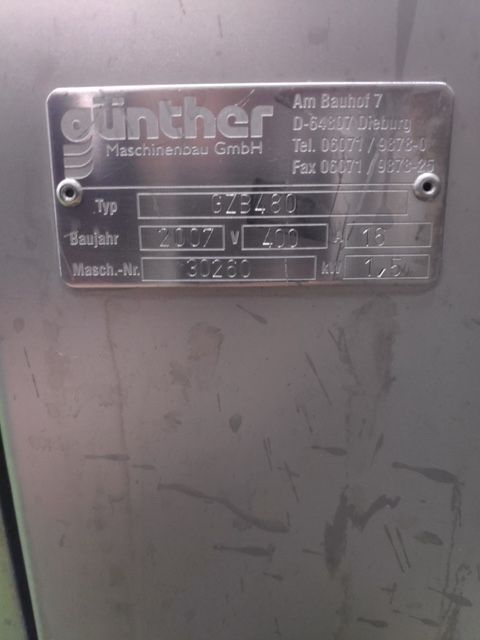 günther
Maschinenbau GmbH
Am Bauhof 7
D-64807 Dieburg
Tel. 06071 / 9878-0
Fax 06071 / 9878-25
Typ GZB480
Baujahr 2007 V 400 A 16
Masch.-Nr. 30260 kW 1,5